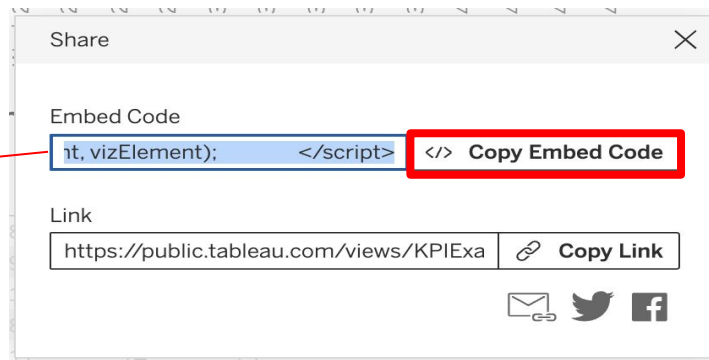 Share
Embed Code
nt, vizElement); </script> </> Copy Embed Code
Link
https://public.tableau.com/views/KPIExa Copy Link